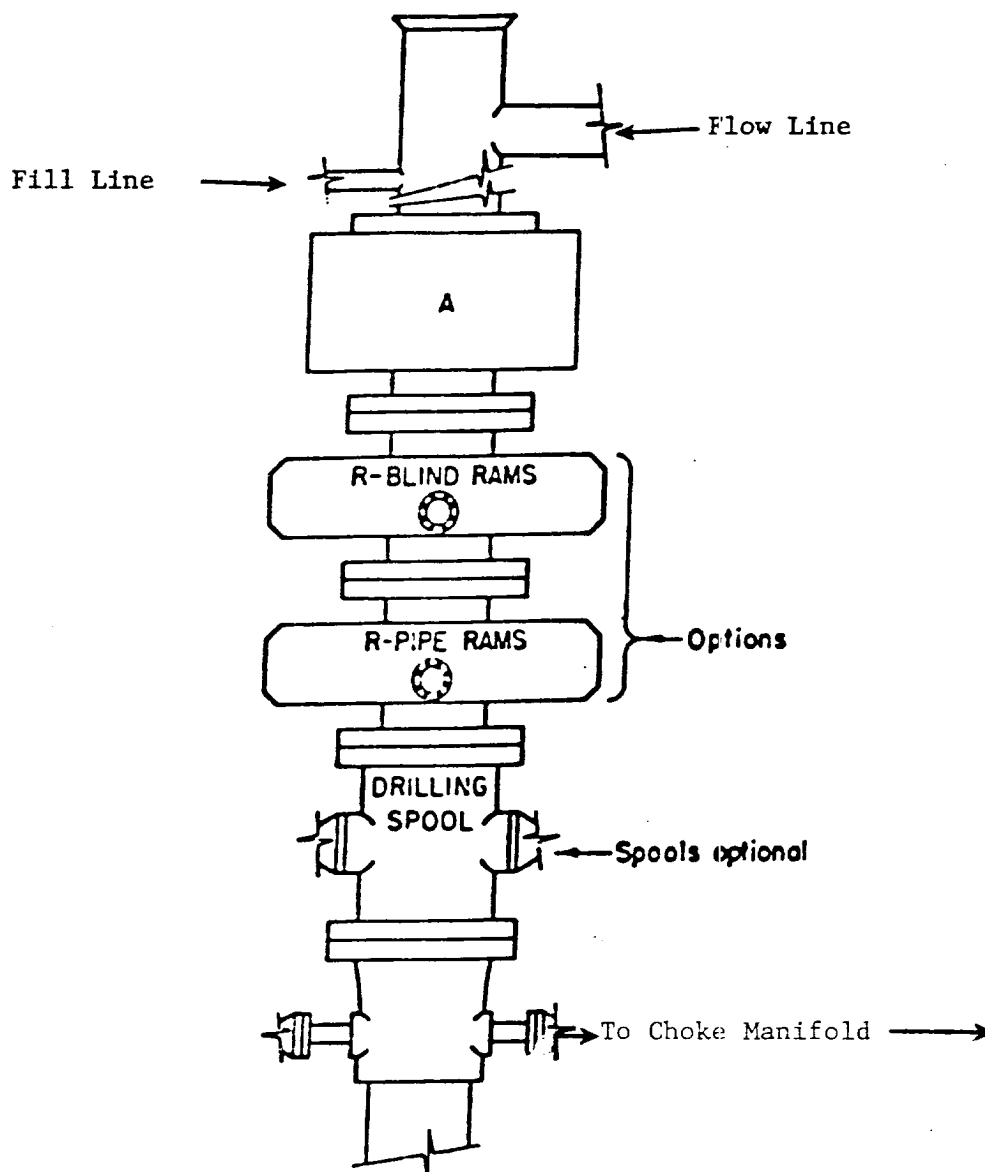 Flow Line
Fill Line
A
R-BLIND RAMS
R-PIPE RAMS
Options
DRILLING
SPOOL
Spools optional
To Choke Manifold